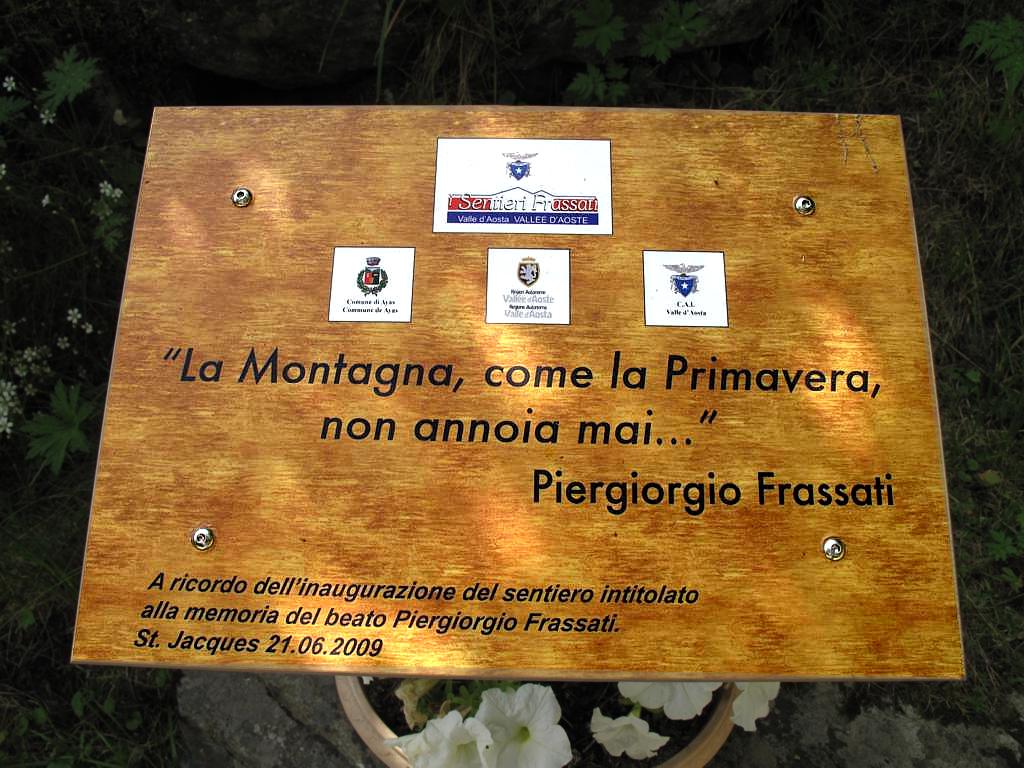 I Sentieri Frassati
Valle d'Aosta VALLEE D'AOSTE
Comune di Ayas
Commune de Ayas
Région Autonome
Vallée d'Aoste
Regione Autonoma
Valle d'Aosta
C.A.I.
Valle d'Aosta
"La Montagna, come la Primavera,
non annoia mai..."
Piergiorgio Frassati
A ricordo dell'inaugurazione del sentiero intitolato
alla memoria del beato Piergiorgio Frassati.
St. Jacques 21.06.2009